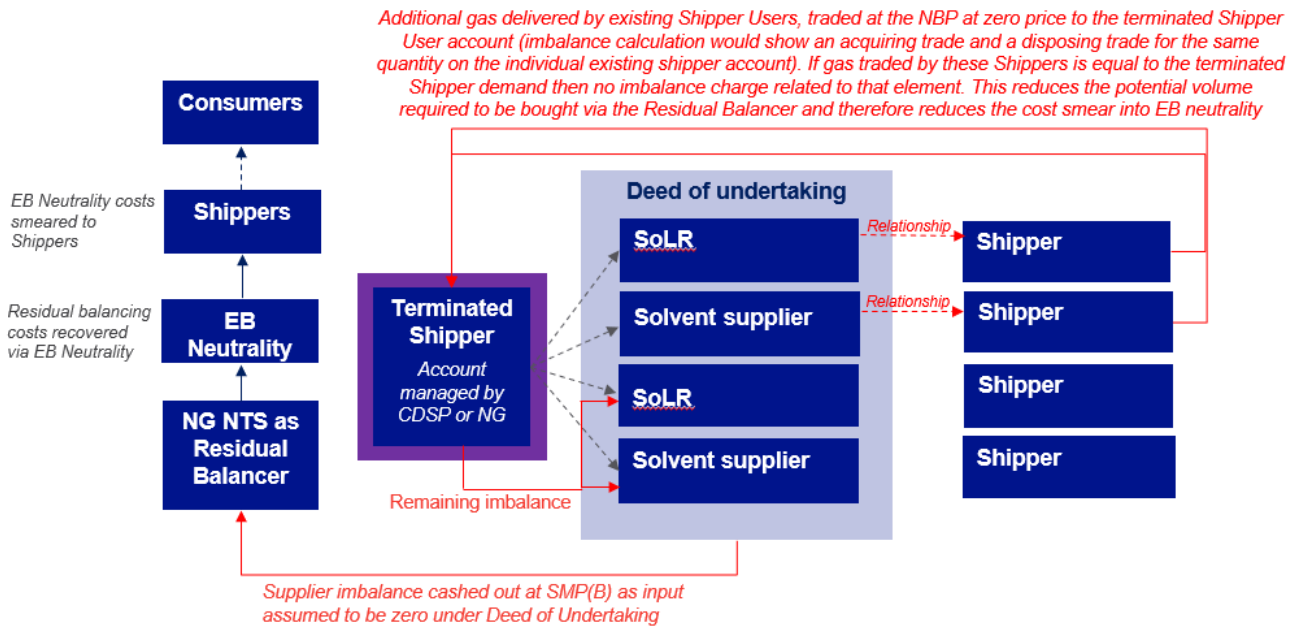 Additional gas delivered by existing Shipper Users, traded at the NBP at zero price to the terminated Shipper
User account (imbalance calculation would show an acquiring trade and a disposing trade for the same
quantity on the individual existing shipper account). If gas traded by these Shippers is equal to the terminated
Shipper demand then no imbalance charge related to that element. This reduces the potential volume
required to be bought via the Residual Balancer and therefore reduces the cost smear into EB neutrality
Consumers
EB Neutrality costs
smeared to
Shippers
Shippers
Residual balancing
costs recovered
via EB Neutrality
EB
Neutrality
NG NTS as
Residual
Balancer
Terminated
Shipper
Account
managed by
CDSP or NG
Remaining imbalance
Deed of undertaking
SoLR
Relationship
Shipper
Solvent supplier
Relationship
Shipper
SoLR
Shipper
Solvent supplier
Shipper
Supplier imbalance cashed out at SMP(B) as input
assumed to be zero under Deed of Undertaking